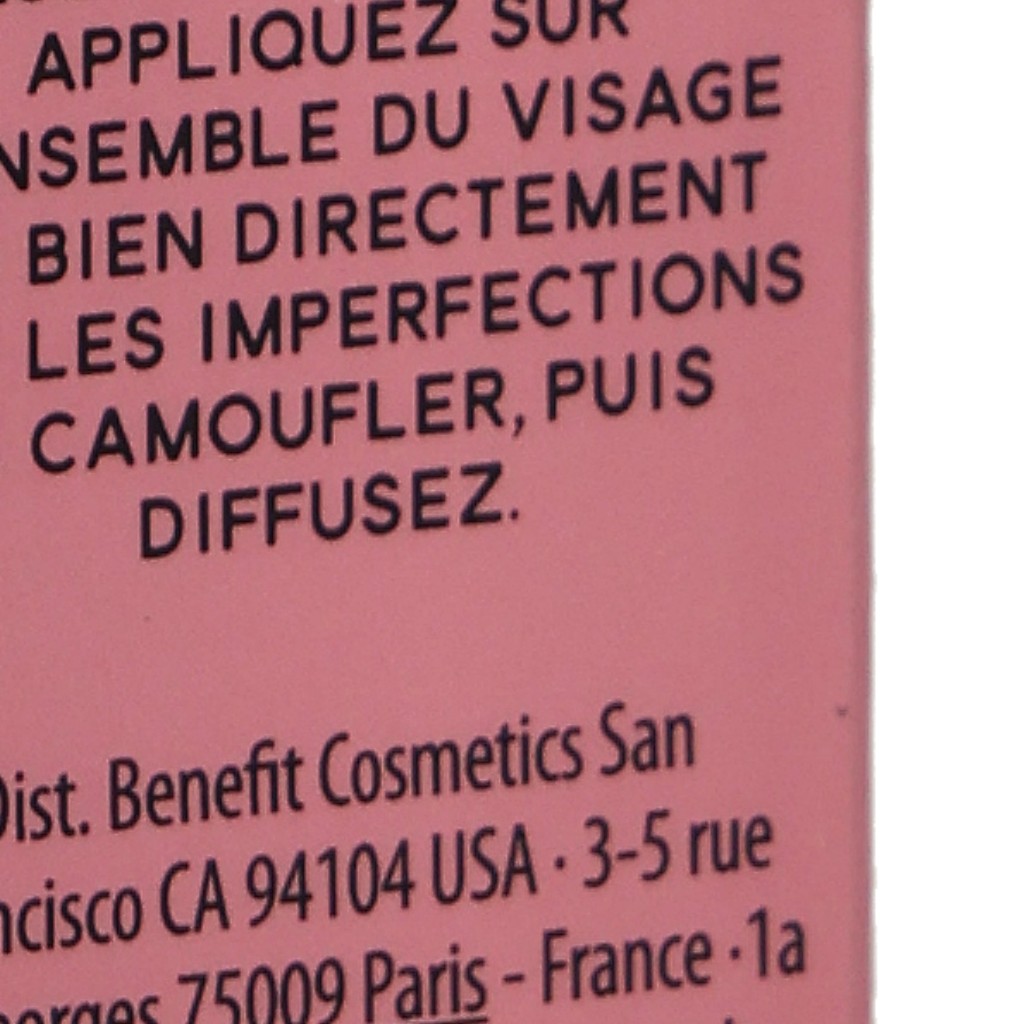 APPLIQUEZ SUR
NSEMBLE DU VISAGE
BIEN DIRECTEMENT
LES IMPERFECTIONS
CAMOUFLER, PUIS
DIFFUSEZ.
Dist. Benefit Cosmetics San
ncisco CA 94104 USA · 3-5 rue
orges 75009 Paris - France · 1a